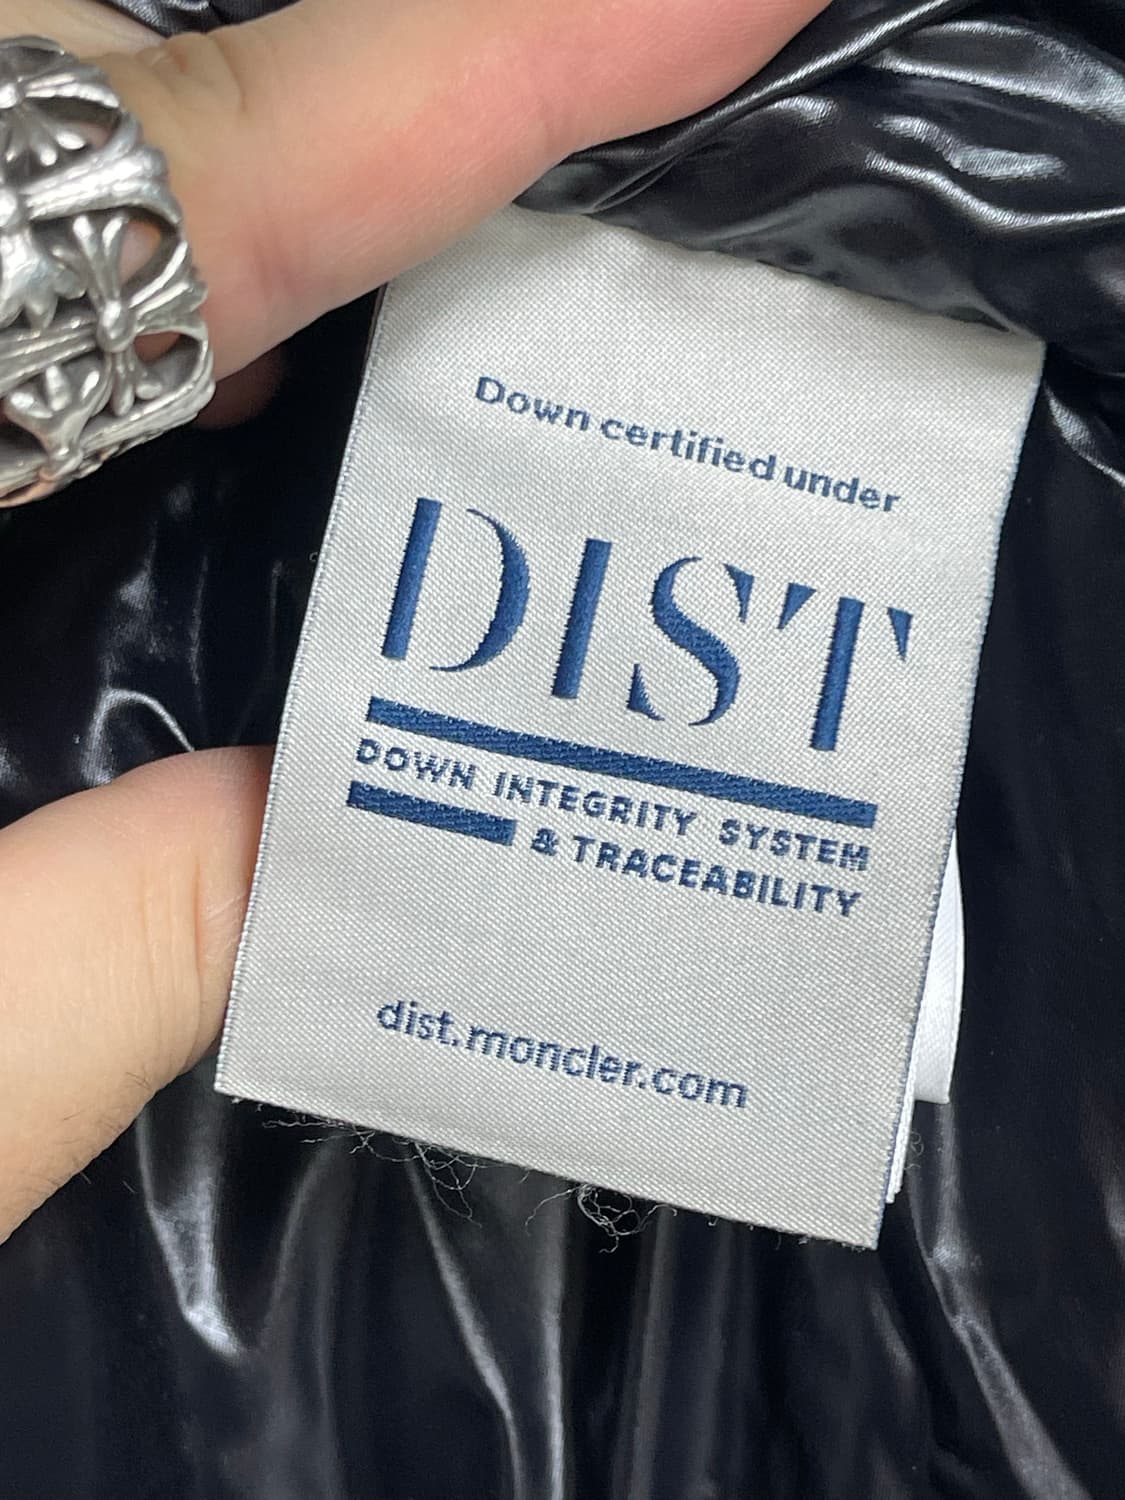 Down certified under
DIST
DOWN INTEGRITY SYSTEM
& TRACEABILITY
dist.moncler.com